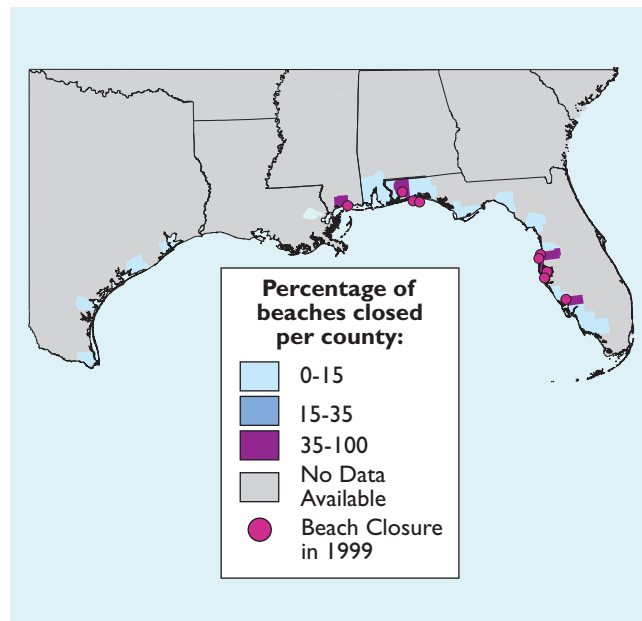 Percentage of
beaches closed
per county:
0-15
15-35
35-100
No Data
Available
Beach Closure
in 1999